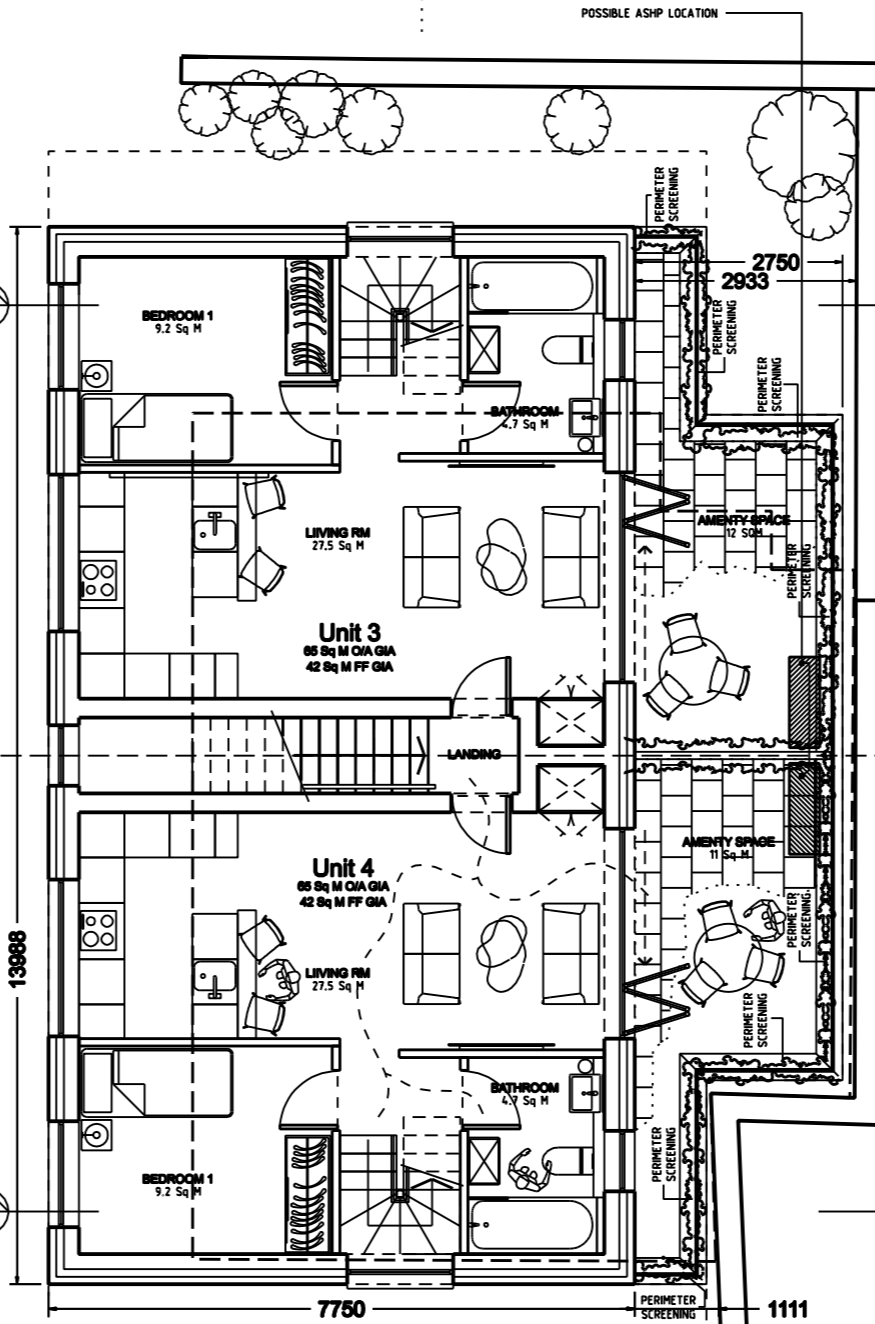 POSSIBLE ASHP LOCATION
PERIMETER
SCREENING
2750
2933
BEDROOM 1
9.2 Sq M
PERIMETER
SCREENING
PERIMETER
SCREENING
BATHROOM
4.7 Sq M
LIIVING RM
27.5 Sq M
AMENTY SPACE
12 SQM
PERIMETER
SCREENING
Unit 3
65 Sq M O/A GIA
42 Sq M FF GIA
LANDING
AMENTY SPACE
11 Sq M
Unit 4
65 Sq M O/A GIA
42 Sq M FF GIA
PERIMETER
SCREENING
13988
LIIVING RM
27.5 Sq M
PERIMETER
SCREENING
BATHROOM
4.7 Sq M
PERIMETER
SCREENING
BEDROOM 1
9.2 Sq M
7750
PERIMETER
SCREENING
1111